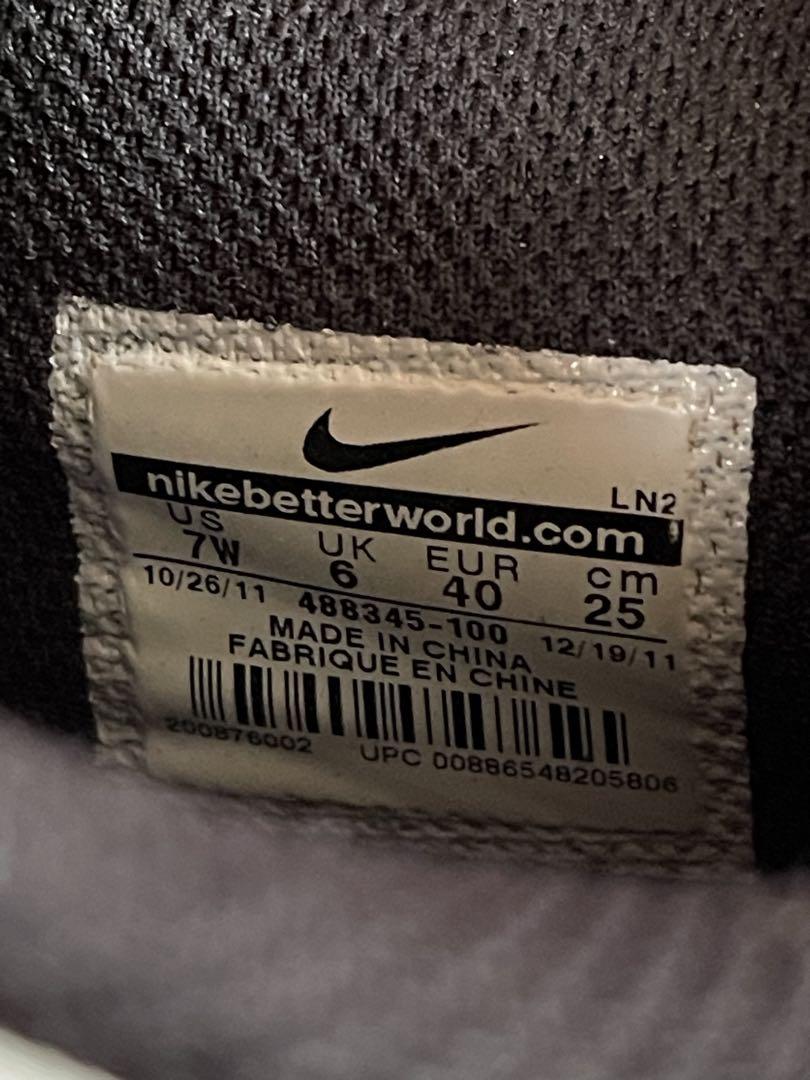 LN2
nikebetterworld.com
US UK EUR cm
7W 6 40 25
10/26/11 488345-100 12/19/11
MADE IN CHINA
FABRIQUE EN CHINE
200876002 UPC 00886548205806